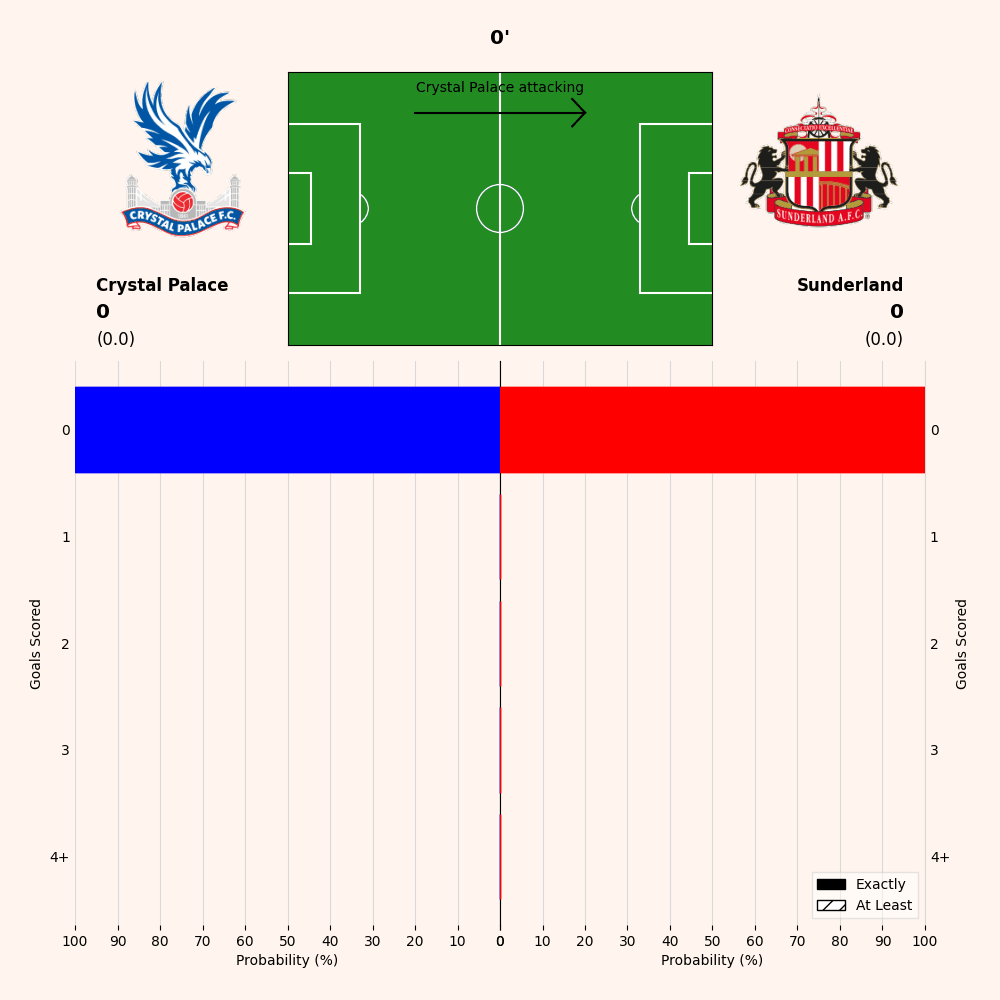 0'
Crystal Palace attacking
CRYSTAL PALACE F.C.
CONSECTATIO EXCELLENTIAE
SUNDERLAND A.F.C.
Crystal Palace
0
(0.0)
Sunderland
0
(0.0)
0
1
2
3
4+
Goals Scored
0
1
2
3
4+
Goals Scored
Exactly
At Least
100 90 80 70 60 50 40 30 20 10 0
Probability (%)
0 10 20 30 40 50 60 70 80 90 100
Probability (%)